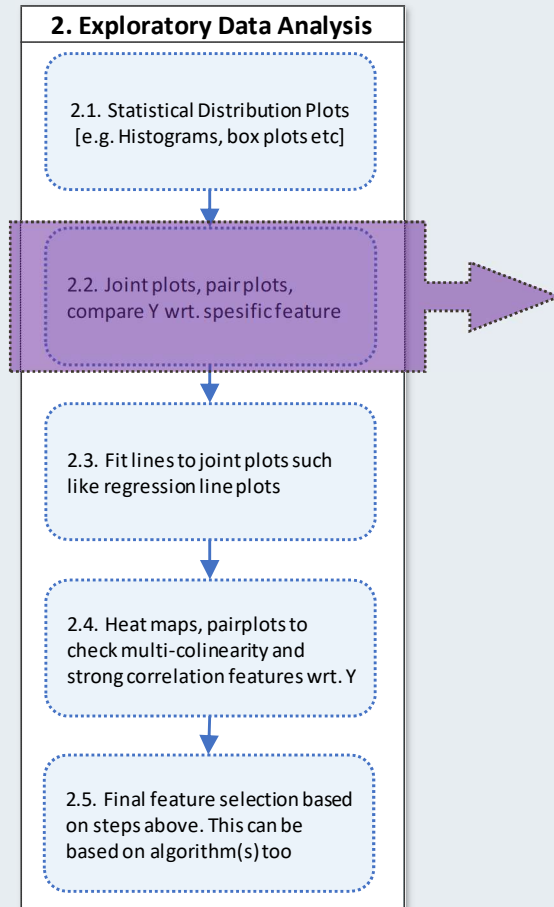 2. Exploratory Data Analysis
2.1. Statistical Distribution Plots
[e.g. Histograms, box plots etc]
2.2. Joint plots, pair plots,
compare Y wrt. spesific feature
2.3. Fit lines to joint plots such
like regression line plots
2.4. Heat maps, pairplots to
check multi-colinearity and
strong correlation features wrt. Y
2.5. Final feature selection based
on steps above. This can be
based on algorithm(s) too